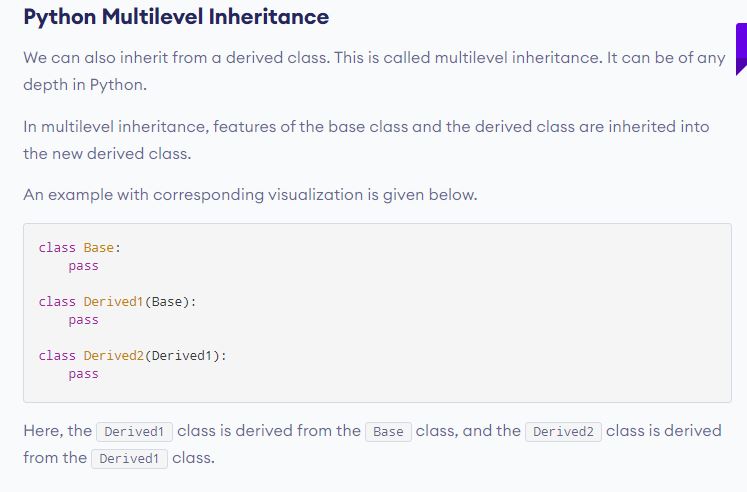 Python Multilevel Inheritance
We can also inherit from a derived class. This is called multilevel inheritance. It can be of any
depth in Python.
In multilevel inheritance, features of the base class and the derived class are inherited into
the new derived class.
An example with corresponding visualization is given below.
class Base:
    pass
class Derived1(Base):
    pass
class Derived2(Derived1):
    pass
Here, the Derived1 class is derived from the Base class, and the Derived2 class is derived
from the Derived1 class.